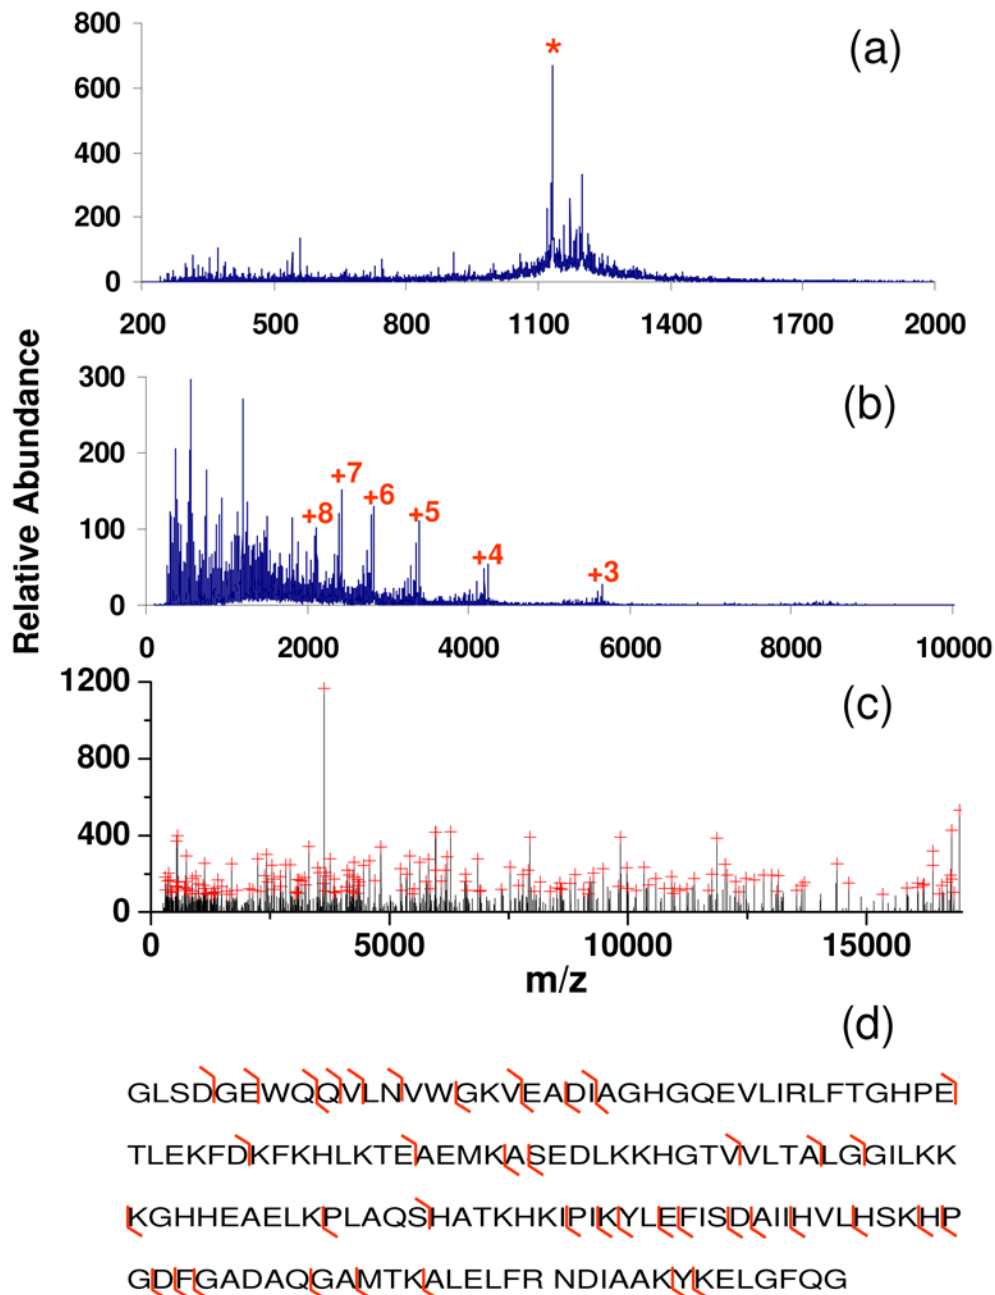 800
600
400
200
0
*
(a)
200 500 800 1100 1400 1700 2000
Relative Abundance
300
200
100
0
+8
+7
+6
+5
+4
+3
(b)
0 2000 4000 6000 8000 10000
1200
800
400
0
(c)
0 5000 10000 15000
m/z
(d)
GLSDGEWQQVLNVWGKVEADIAGHGQEVLIRLFTGHPE
TLEKFDKFKHLKTEAEMKASEDLKKHGTVVLTALGGILKK
KGHHEAELKPLAQSHATKHKIPIKYLEFISDAIIHVLHSKHP
GDFGADAQGAMTKALELFR NDIAAKYKELGFQG